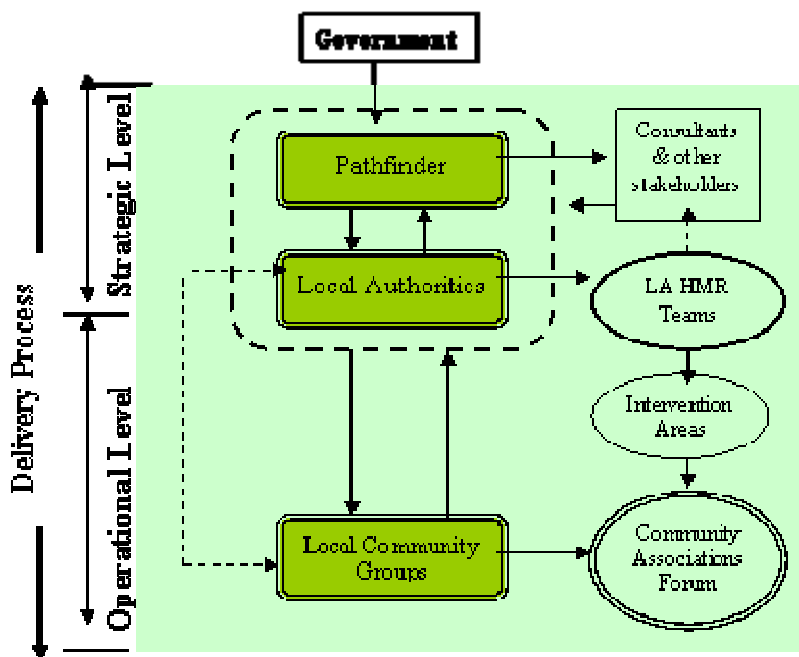 Government
Strategic Level
Pathfinder
Consultants
& other
stakeholders
Local Authorities
LA HMR
Teams
Delivery Process
Intervention
Areas
Operational Level
Local Community
Groups
Community
Associations
Forum